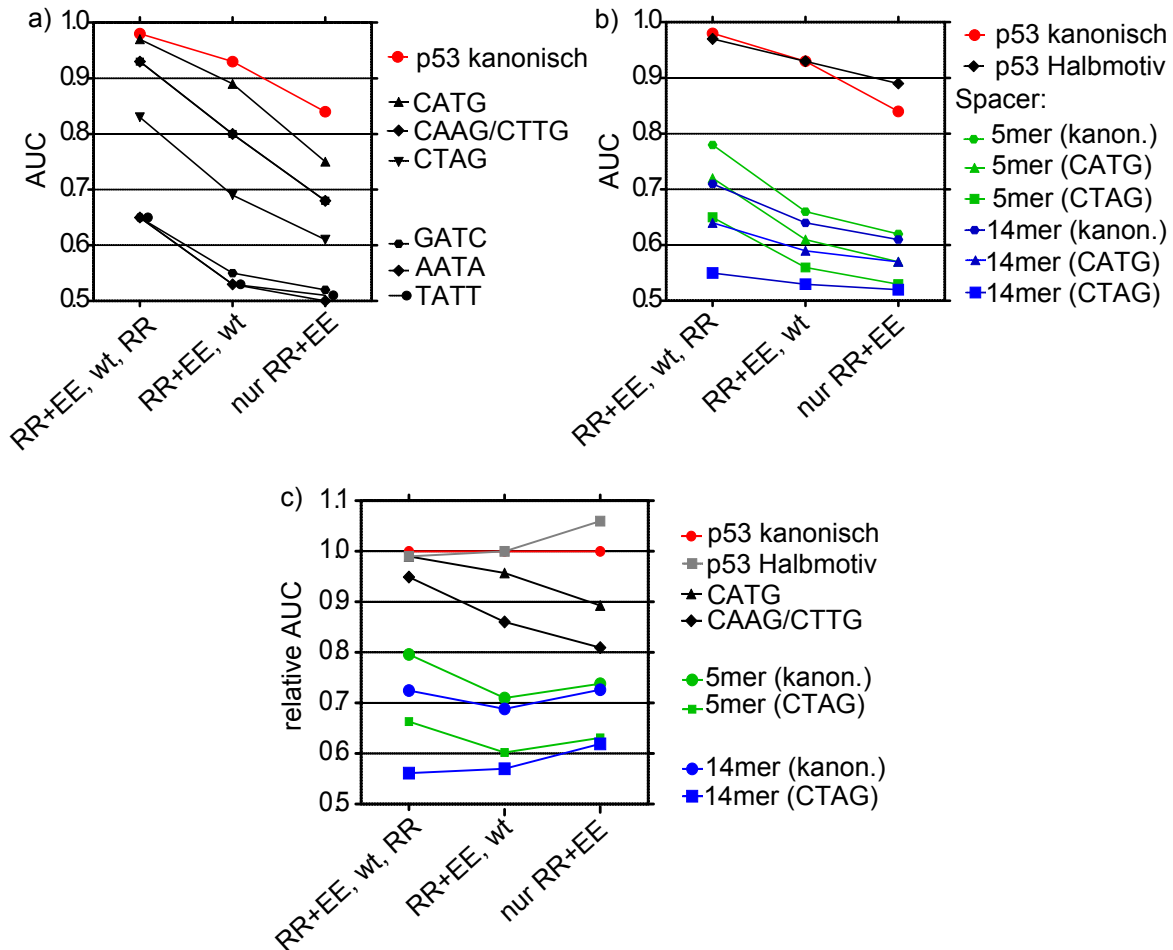 a)
1.0
0.9
0.8
0.7
0.6
0.5
AUC
RR+EE, wt, RR
RR+EE, wt
nur RR+EE
p53 kanonisch
CATG
CAAG/CTTG
CTAG
GATC
AATA
TATT
b)
1.0
0.9
0.8
0.7
0.6
0.5
AUC
RR+EE, wt, RR
RR+EE, wt
nur RR+EE
p53 kanonisch
p53 Halbmotiv
Spacer:
5mer (kanon.)
5mer (CATG)
5mer (CTAG)
14mer (kanon.)
14mer (CATG)
14mer (CTAG)
c)
1.1
1.0
0.9
0.8
0.7
0.6
0.5
relative AUC
RR+EE, wt, RR
RR+EE, wt
nur RR+EE
p53 kanonisch
p53 Halbmotiv
CATG
CAAG/CTTG
5mer (kanon.)
5mer (CTAG)
14mer (kanon.)
14mer (CTAG)